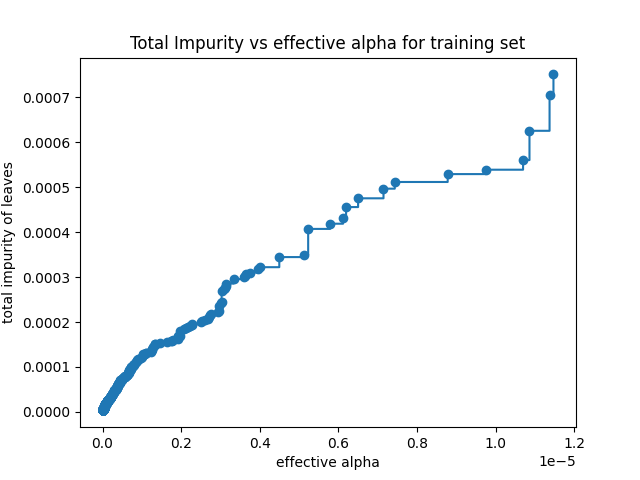 Total Impurity vs effective alpha for training set
total impurity of leaves
0.0007
0.0006
0.0005
0.0004
0.0003
0.0002
0.0001
0.0000
0.0 0.2 0.4 0.6 0.8 1.0 1.2
1e−5
effective alpha